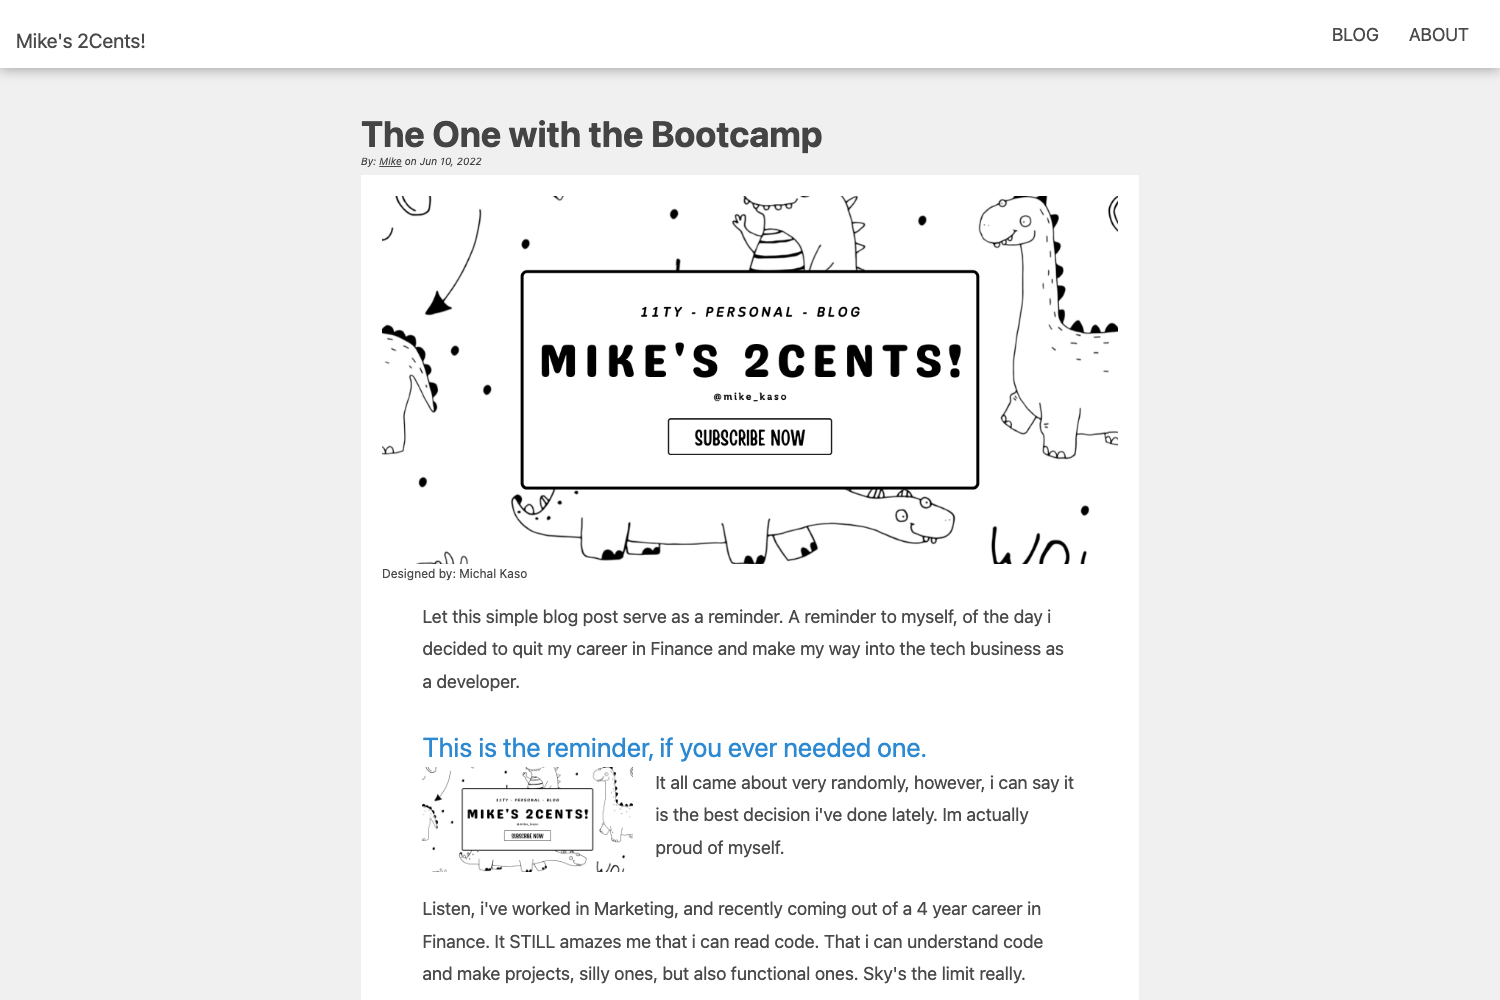 Mike's 2Cents!
BLOG ABOUT
The One with the Bootcamp
By: Mike on Jun 10, 2022
11TY - PERSONAL - BLOG
MIKE'S 2CENTS!
@mike_kaso
SUBSCRIBE NOW
Designed by: Michal Kaso
Let this simple blog post serve as a reminder. A reminder to myself, of the day i
decided to quit my career in Finance and make my way into the tech business as
a developer.
This is the reminder, if you ever needed one.
11TY - PERSONAL - BLOG
MIKE'S 2CENTS!
@mike_kaso
SUBSCRIBE NOW
It all came about very randomly, however, i can say it
is the best decision i've done lately. Im actually
proud of myself.
Listen, i've worked in Marketing, and recently coming out of a 4 year career in
Finance. It STILL amazes me that i can read code. That i can understand code
and make projects, silly ones, but also functional ones. Sky's the limit really.